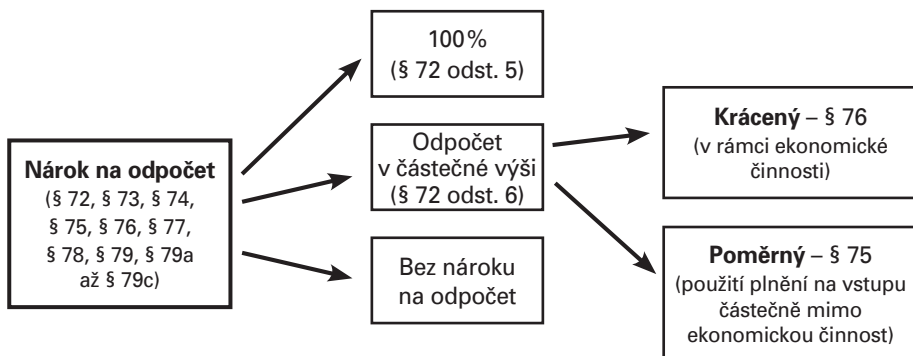 Nárok na odpočet
(§ 72, § 73, § 74,
§ 75, § 76, § 77,
§ 78, § 79, § 79a
až § 79c)
100%
(§ 72 odst. 5)
Odpočet
v částečné výši
(§ 72 odst. 6)
Bez nároku
na odpočet
Krácený – § 76
(v rámci ekonomické
činnosti)
Poměrný – § 75
(použití plnění na vstupu
částečně mimo
ekonomickou činnost)